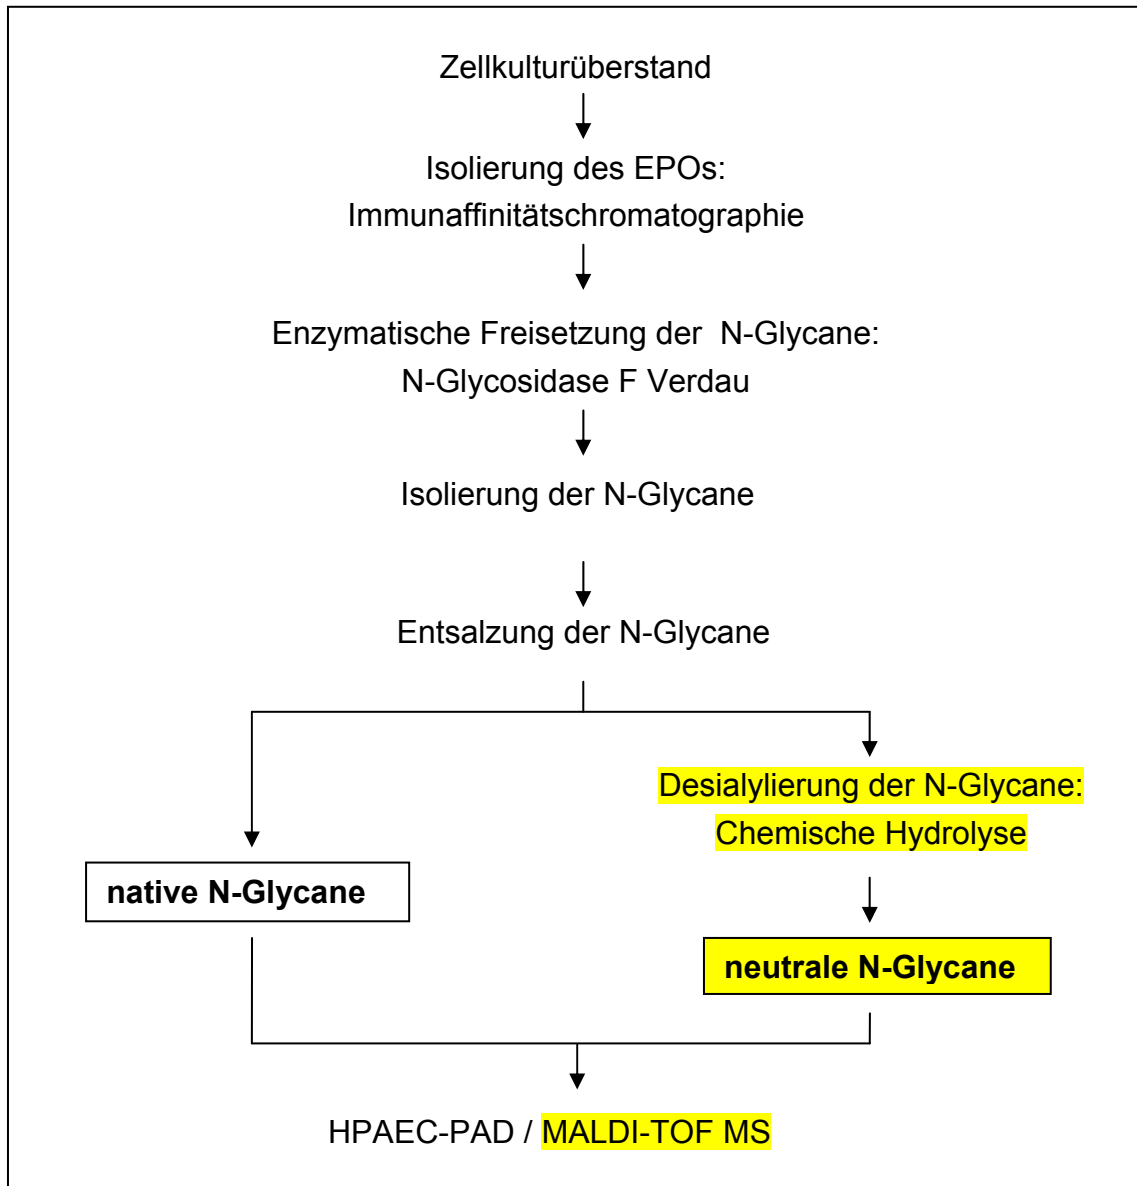 Zellkulturüberstand
Isolierung des EPOs:
Immunaffinitätschromatographie
Enzymatische Freisetzung der N-Glycane:
N-Glycosidase F Verdau
Isolierung der N-Glycane
Entsalzung der N-Glycane
Desialylierung der N-Glycane:
Chemische Hydrolyse
native N-Glycane
neutrale N-Glycane
HPAEC-PAD / MALDI-TOF MS